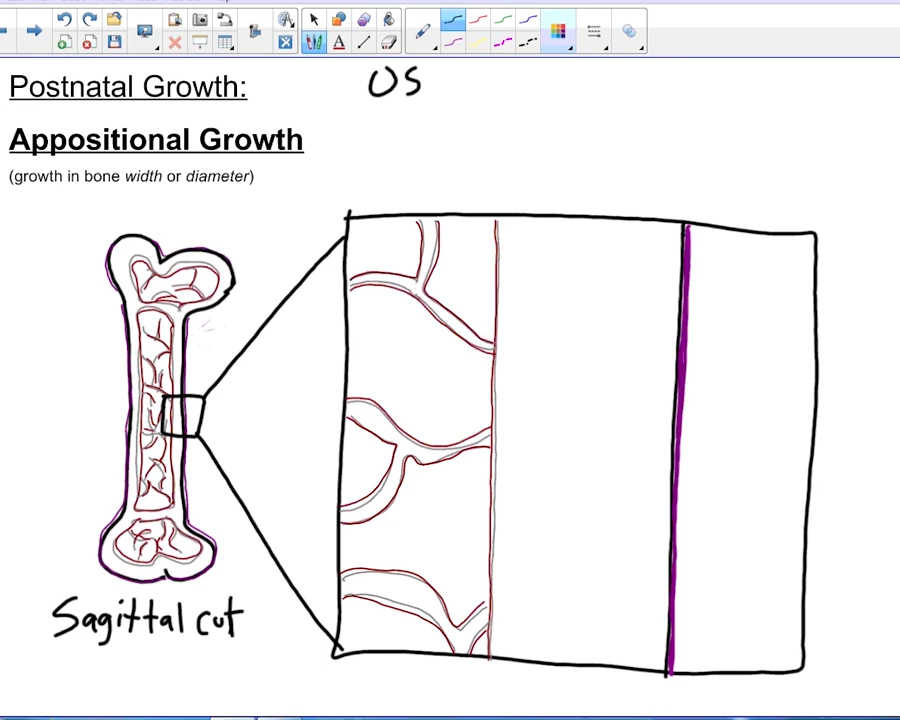 Postnatal Growth:
OS
Appositional Growth
(growth in bone width or diameter)
Sagittal cut